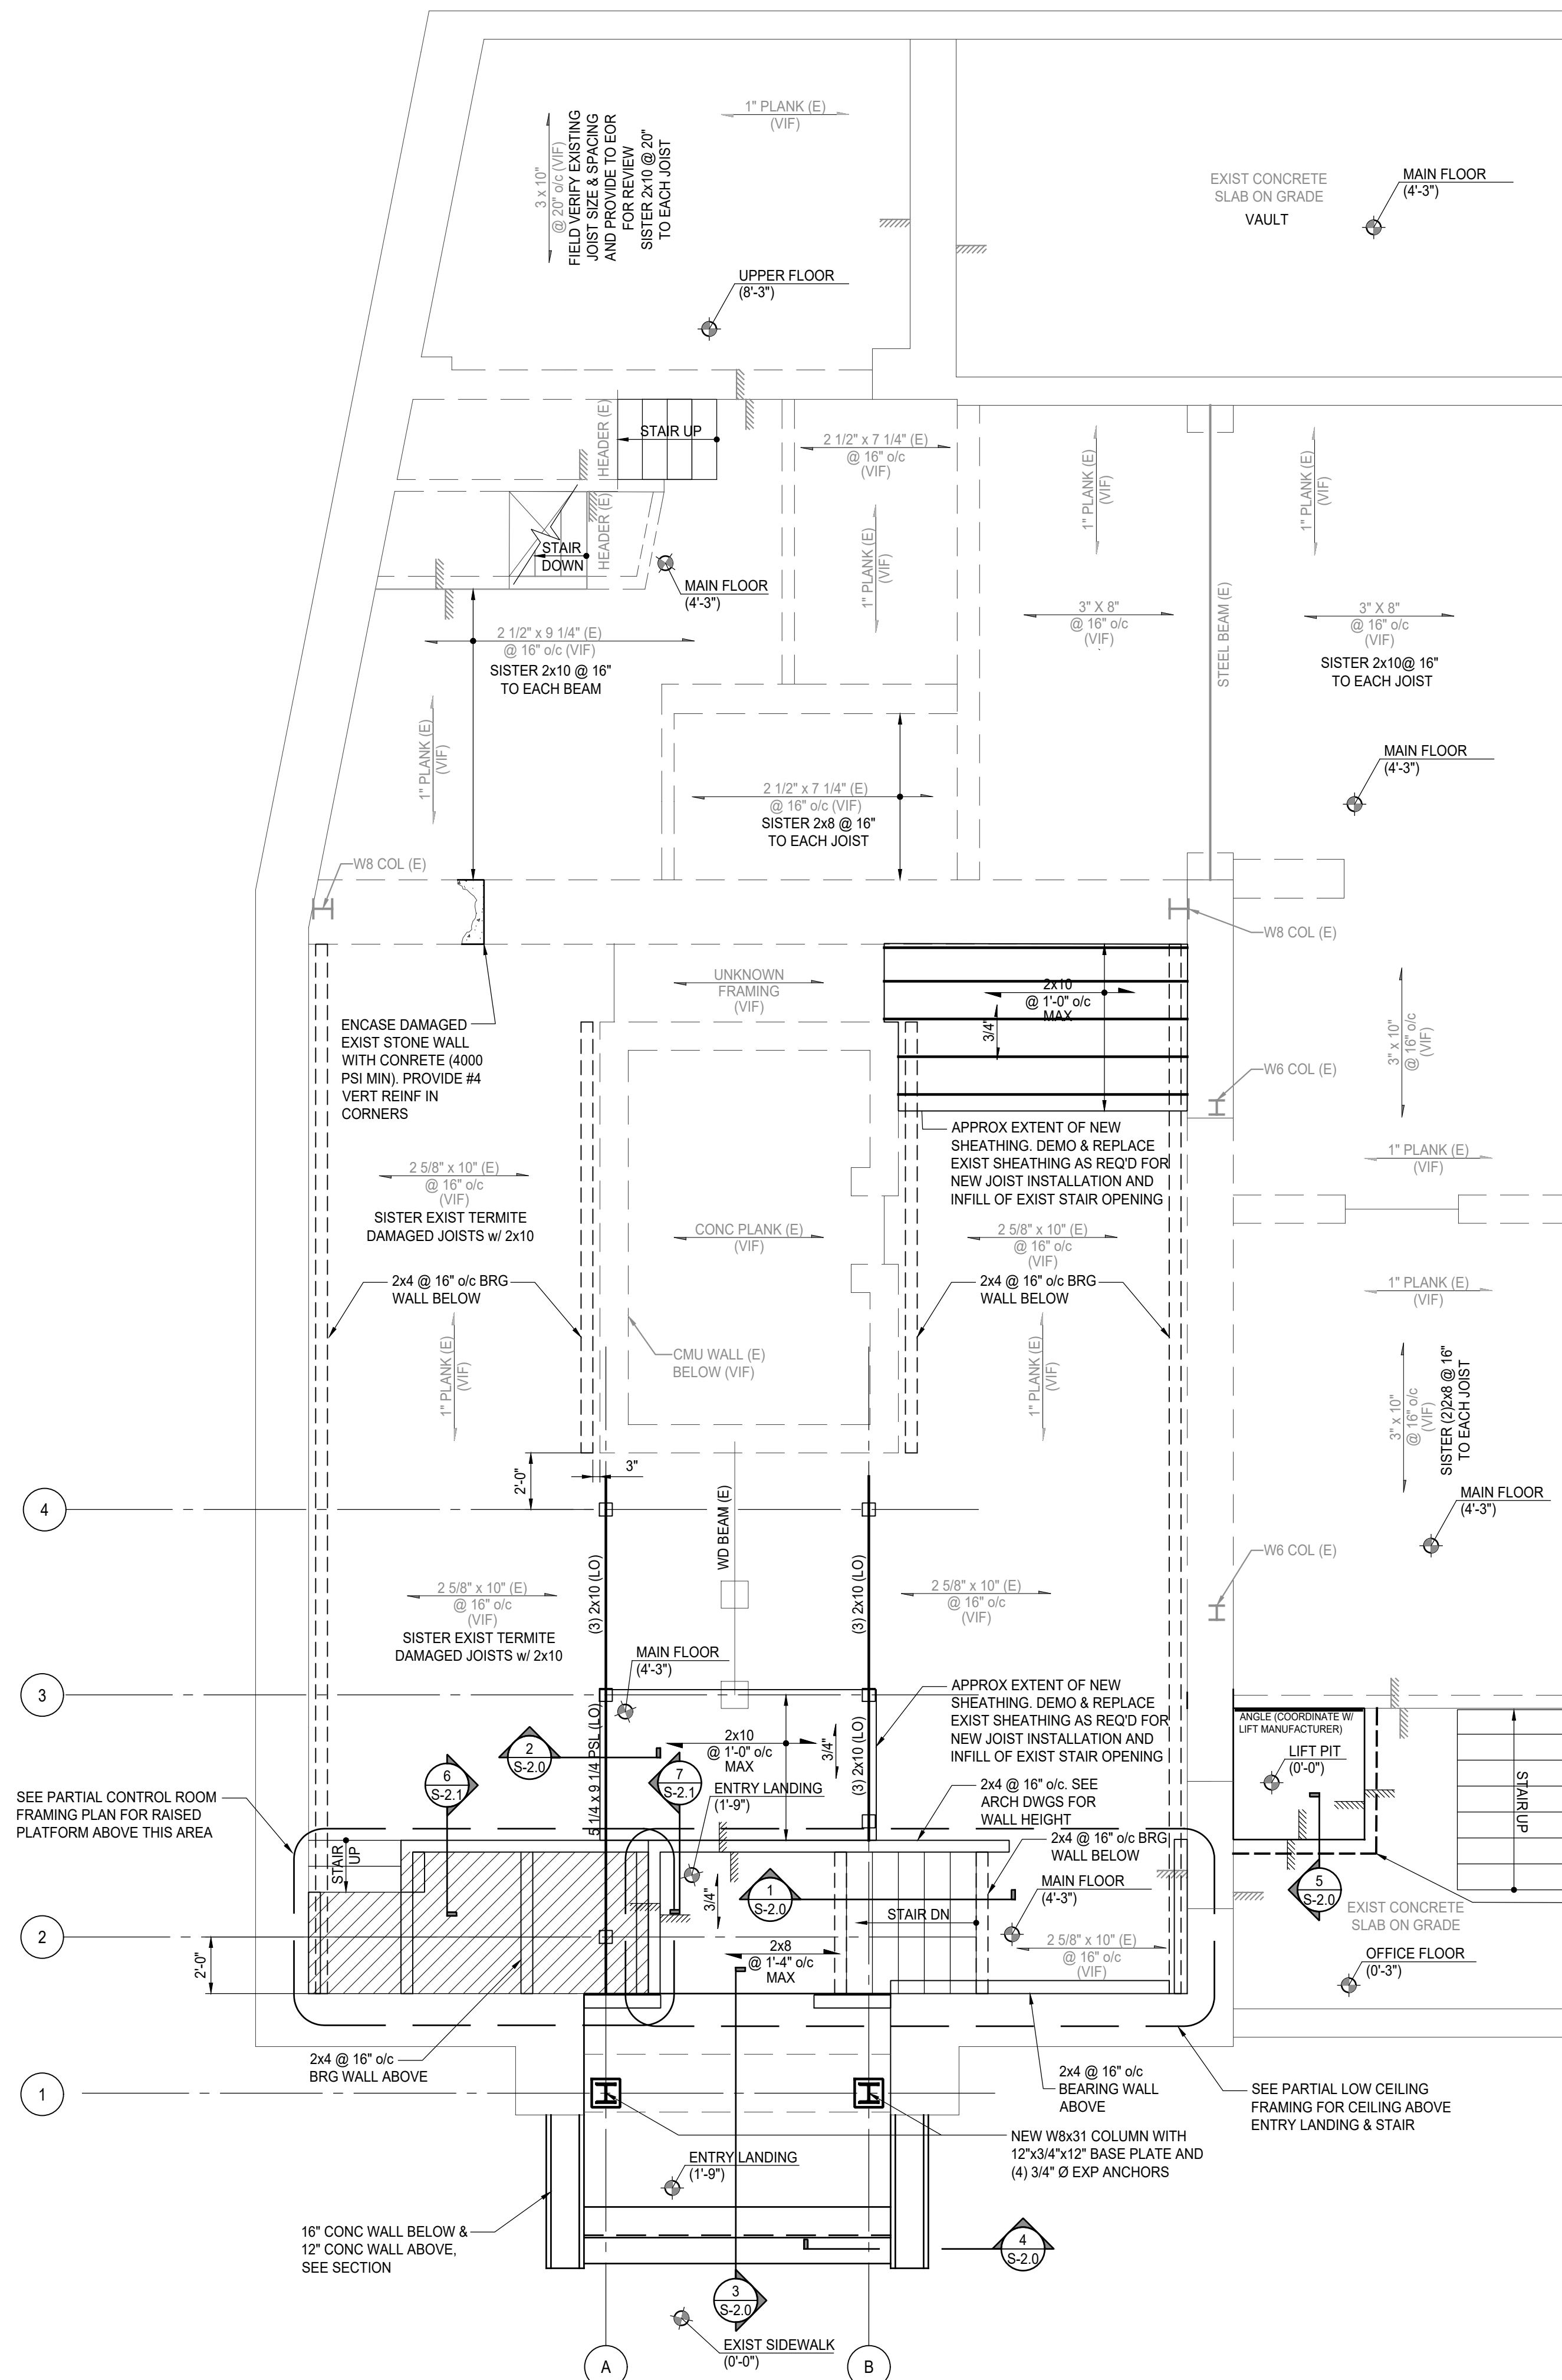 1" PLANK (E)
(VIF)
3 x 10"
@ 20" o/c (VIF)
FIELD VERIFY EXISTING
JOIST SIZE & SPACING
AND PROVIDE TO EOR
FOR REVIEW
SISTER 2x10 @ 20"
TO EACH JOIST
EXIST CONCRETE
SLAB ON GRADE
VAULT
MAIN FLOOR
(4'-3")
UPPER FLOOR
(8'-3")
HEADER (E)
STAIR UP
2 1/2" x 7 1/4" (E)
@ 16" o/c
(VIF)
1" PLANK (E)
(VIF)
1" PLANK (E)
(VIF)
HEADER (E)
STAIR
DOWN
1" PLANK (E)
(VIF)
MAIN FLOOR
(4'-3")
3" X 8"
@ 16" o/c
(VIF)
STEEL BEAM (E)
3" X 8"
@ 16" o/c
(VIF)
SISTER 2x10@ 16"
TO EACH JOIST
2 1/2" x 9 1/4" (E)
@ 16" o/c (VIF)
SISTER 2x10 @ 16"
TO EACH BEAM
1" PLANK (E)
(VIF)
MAIN FLOOR
(4'-3")
2 1/2" x 7 1/4" (E)
@ 16" o/c (VIF)
SISTER 2x8 @ 16"
TO EACH JOIST
W8 COL (E)
W8 COL (E)
UNKNOWN
FRAMING
(VIF)
2x10
@ 1'-0" o/c
MAX
3/4"
ENCASE DAMAGED
EXIST STONE WALL
WITH CONRETE (4000
PSI MIN). PROVIDE #4
VERT REINF IN
CORNERS
3" x 10"
@ 16" o/c
(VIF)
W6 COL (E)
APPROX EXTENT OF NEW
SHEATHING. DEMO & REPLACE
EXIST SHEATHING AS REQ'D FOR
NEW JOIST INSTALLATION AND
INFILL OF EXIST STAIR OPENING
1" PLANK (E)
(VIF)
2 5/8" x 10" (E)
@ 16" o/c
(VIF)
SISTER EXIST TERMITE
DAMAGED JOISTS w/ 2x10
CONC PLANK (E)
(VIF)
2 5/8" x 10" (E)
@ 16" o/c
(VIF)
2x4 @ 16" o/c BRG
WALL BELOW
2x4 @ 16" o/c BRG
WALL BELOW
1" PLANK (E)
(VIF)
1" PLANK (E)
(VIF)
CMU WALL (E)
BELOW (VIF)
1" PLANK (E)
(VIF)
3" x 10"
@ 16" o/c
(VIF)
SISTER (2)2x8 @ 16"
TO EACH JOIST
2'-0"
3"
MAIN FLOOR
(4'-3")
4
WD BEAM (E)
W6 COL (E)
2 5/8" x 10" (E)
@ 16" o/c
(VIF)
SISTER EXIST TERMITE
DAMAGED JOISTS w/ 2x10
(3) 2x10 (LO)
(3) 2x10 (LO)
2 5/8" x 10" (E)
@ 16" o/c
(VIF)
MAIN FLOOR
(4'-3")
3
APPROX EXTENT OF NEW
SHEATHING. DEMO & REPLACE
EXIST SHEATHING AS REQ'D FOR
NEW JOIST INSTALLATION AND
INFILL OF EXIST STAIR OPENING
5 1/4 x 9 1/4 PSL (LO)
2x10
@ 1'-0" o/c
MAX
3/4"
(3) 2x10 (LO)
ANGLE (COORDINATE W/
LIFT MANUFACTURER)
LIFT PIT
(0'-0")
STAIR UP
2
S-2.0
6
S-2.1
7
S-2.1
ENTRY LANDING
(1'-9")
SEE PARTIAL CONTROL ROOM
FRAMING PLAN FOR RAISED
PLATFORM ABOVE THIS AREA
2x4 @ 16" o/c. SEE
ARCH DWGS FOR
WALL HEIGHT
2x4 @ 16" o/c BRG
WALL BELOW
STAIR
UP
3/4"
1
S-2.0
MAIN FLOOR
(4'-3")
5
S-2.0
STAIR DN
EXIST CONCRETE
SLAB ON GRADE
2
2'-0"
2x8
@ 1'-4" o/c
MAX
2 5/8" x 10" (E)
@ 16" o/c
(VIF)
OFFICE FLOOR
(0'-3")
2x4 @ 16" o/c
BRG WALL ABOVE
1
2x4 @ 16" o/c
BEARING WALL
ABOVE
SEE PARTIAL LOW CEILING
FRAMING FOR CEILING ABOVE
ENTRY LANDING & STAIR
NEW W8x31 COLUMN WITH
12"x3/4"x12" BASE PLATE AND
(4) 3/4" Ø EXP ANCHORS
ENTRY LANDING
(1'-9")
16" CONC WALL BELOW &
12" CONC WALL ABOVE,
SEE SECTION
4
S-2.0
3
S-2.0
EXIST SIDEWALK
(0'-0")
A
B